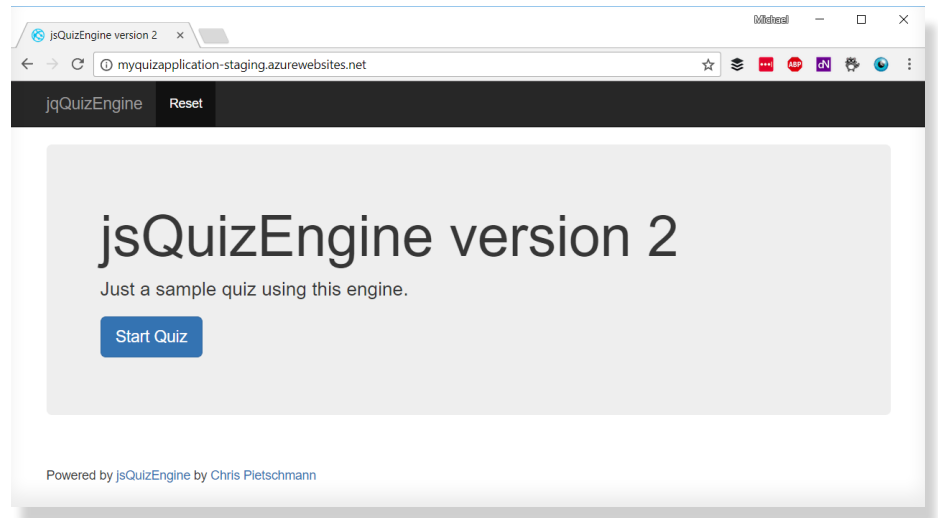 Michael
jsQuizEngine version 2
myquizapplication-staging.azurewebsites.net
ABP
jqQuizEngine Reset
jsQuizEngine version 2
Just a sample quiz using this engine.
Start Quiz
Powered by jsQuizEngine by Chris Pietschmann